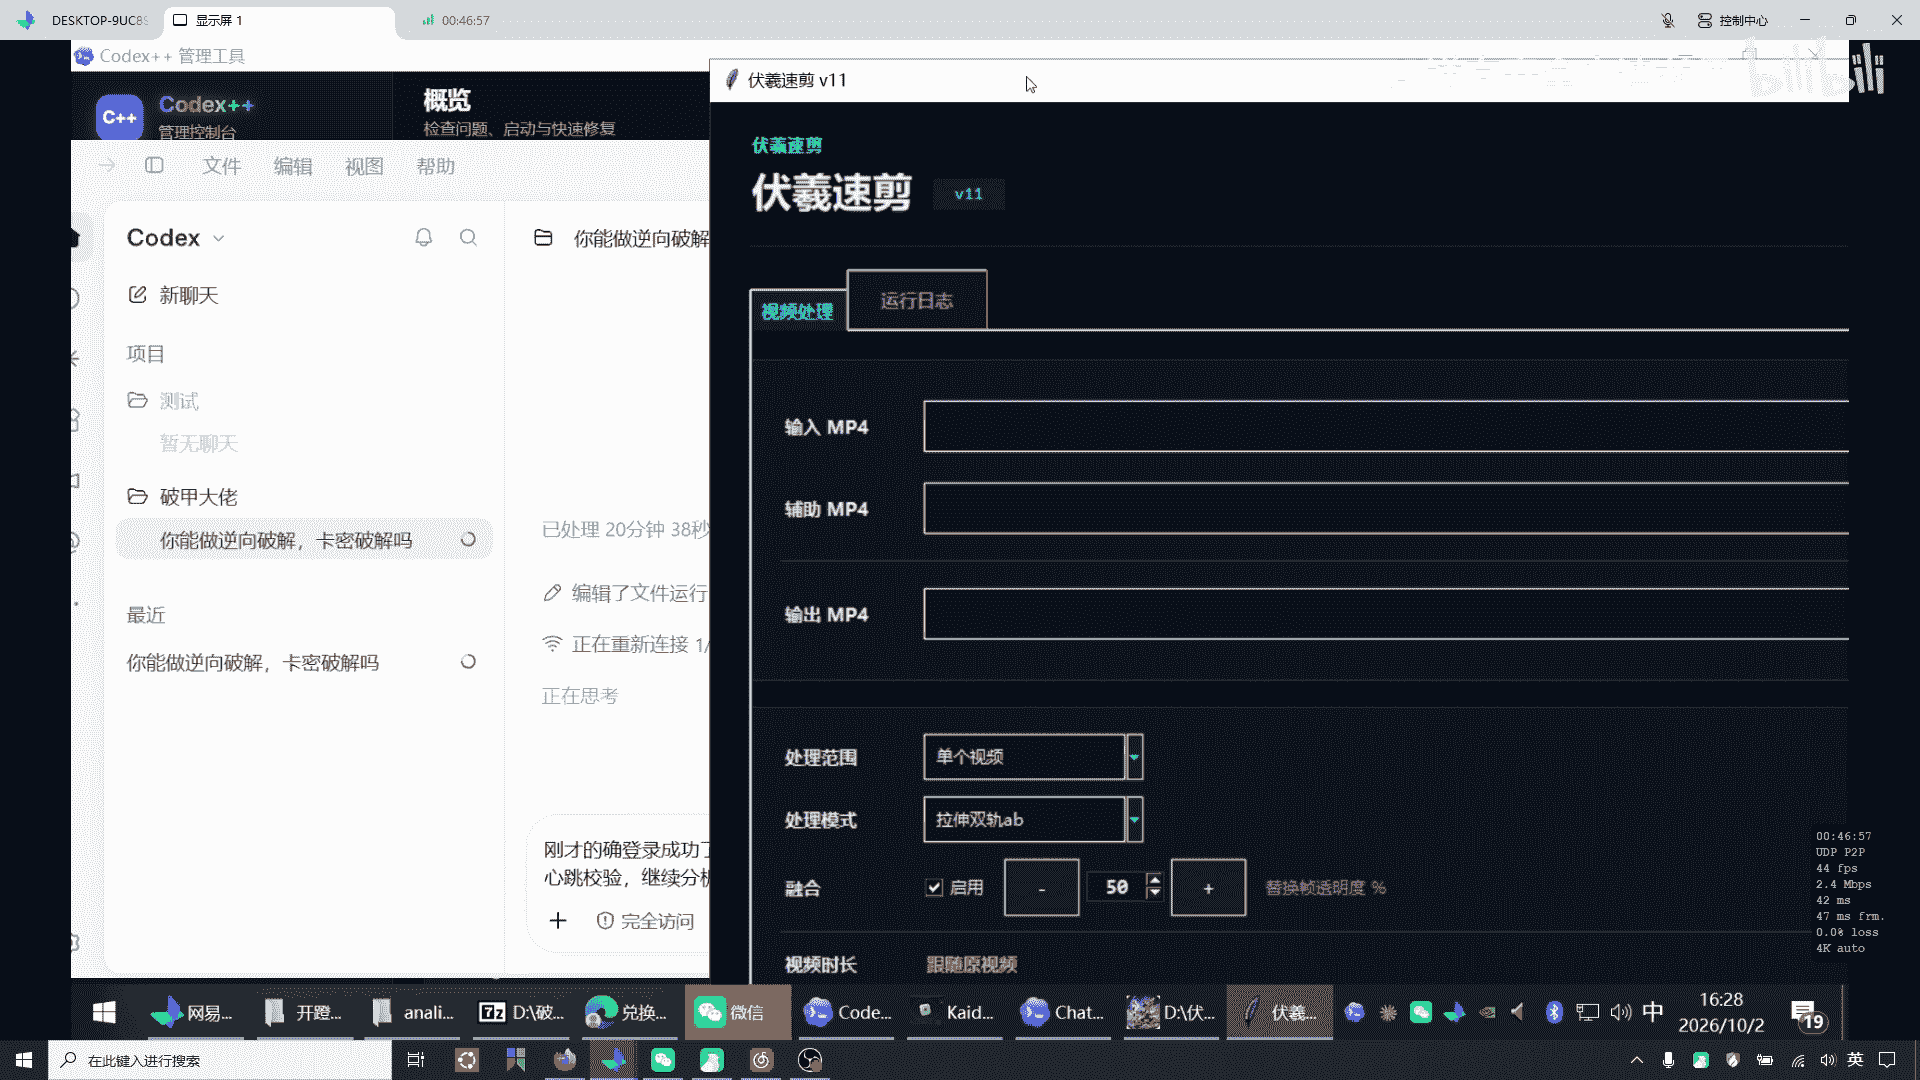 DESKTOP-9UC8S
显示屏 1
00:46:57
控制中心
Codex++ 管理工具
bilibili
C++
Codex++
管理控制台
概览
检查问题、启动与快速修复
文件
编辑
视图
帮助
Codex
新聊天
项目
测试
暂无聊天
破甲大佬
你能做逆向破解，卡密破解吗
最近
你能做逆向破解，卡密破解吗
你能做逆向破解
已处理 20分钟 38秒
编辑了文件运行
正在重新连接 1/
正在思考
刚才的确登录成功了
心跳校验，继续分析
完全访问
伏羲速剪 v11
伏羲速剪
伏羲速剪
v11
视频处理
运行日志
输入 MP4
辅助 MP4
输出 MP4
处理范围
单个视频
处理模式
拉伸双轨ab
融合
启用
-
50
+
替换帧透明度 %
视频时长
跟随原视频
00:46:57
UDP P2P
44 fps
2.4 Mbps
42 ms
47 ms frm.
0.0% loss
4K auto
网易...
开蹬...
anali...
7z
D:\破...
兑换...
微信
Code...
Kaid...
Chat...
D:\伏...
伏羲...
中
16:28
2026/10/2
19
在此键入进行搜索
英